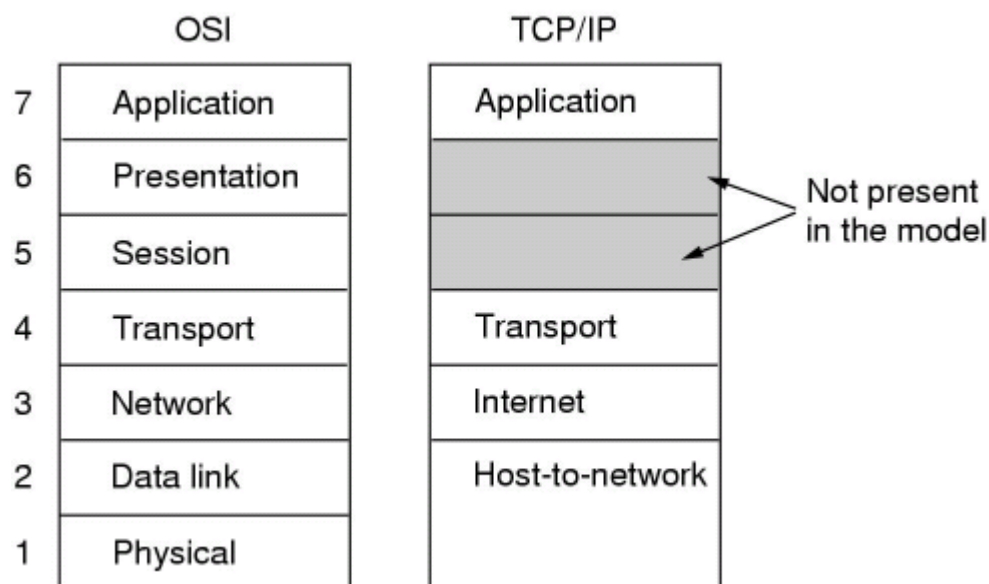 OSI
TCP/IP
7
Application
Application
6
Presentation
5
Session
Not present
in the model
4
Transport
Transport
3
Network
Internet
2
Data link
Host-to-network
1
Physical